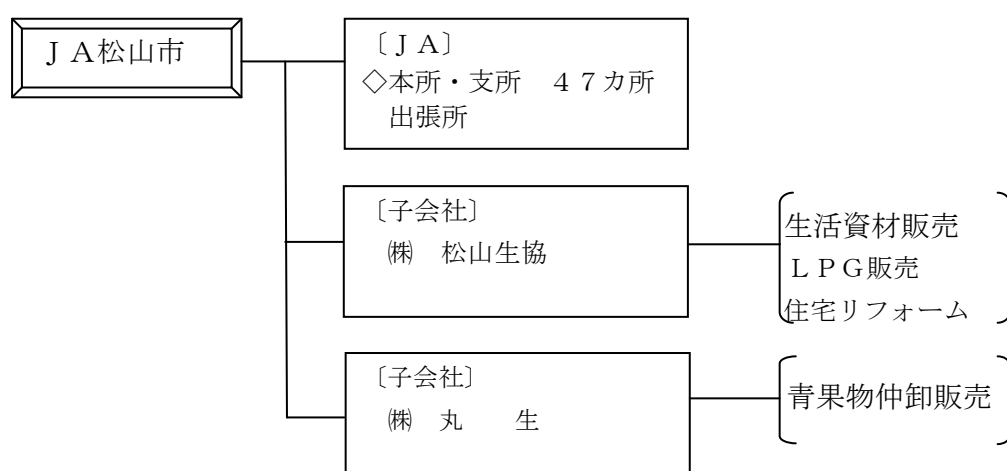 ＪＡ松山市
〔ＪＡ〕
◇本所・支所　４７カ所
出張所
〔子会社〕
㈱　松山生協
生活資材販売
ＬＰＧ販売
住宅リフォーム
〔子会社〕
㈱　丸　　生
青果物仲卸販売